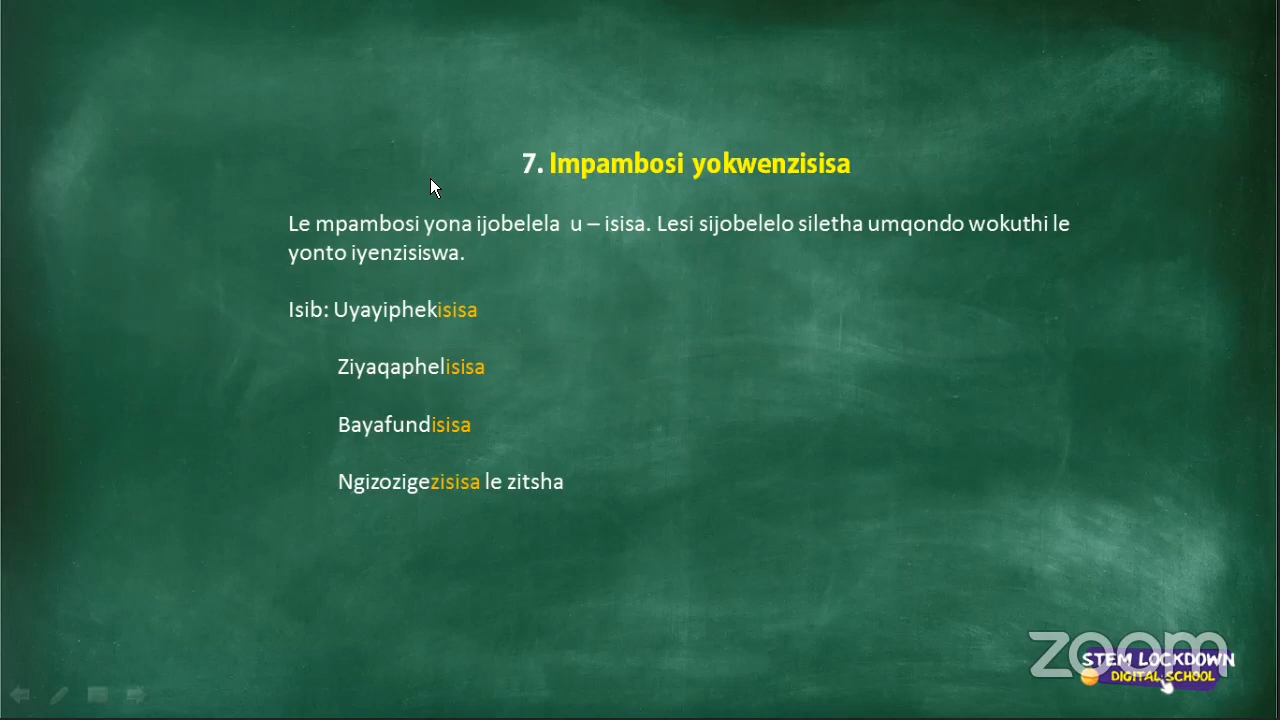 7. Impambosi yokwenzisisa
Le mpambosi yona ijobelela u – isisa. Lesi sijobelelo siletha umqondo wokuthi le
yonto iyenzisiswa.
Isib: Uyayiphekisisa
Ziyaqaphelisisa
Bayafundisisa
Ngizozigezisisa le zitsha
zoom
STEM LOCKDOWN
DIGITAL SCHOOL